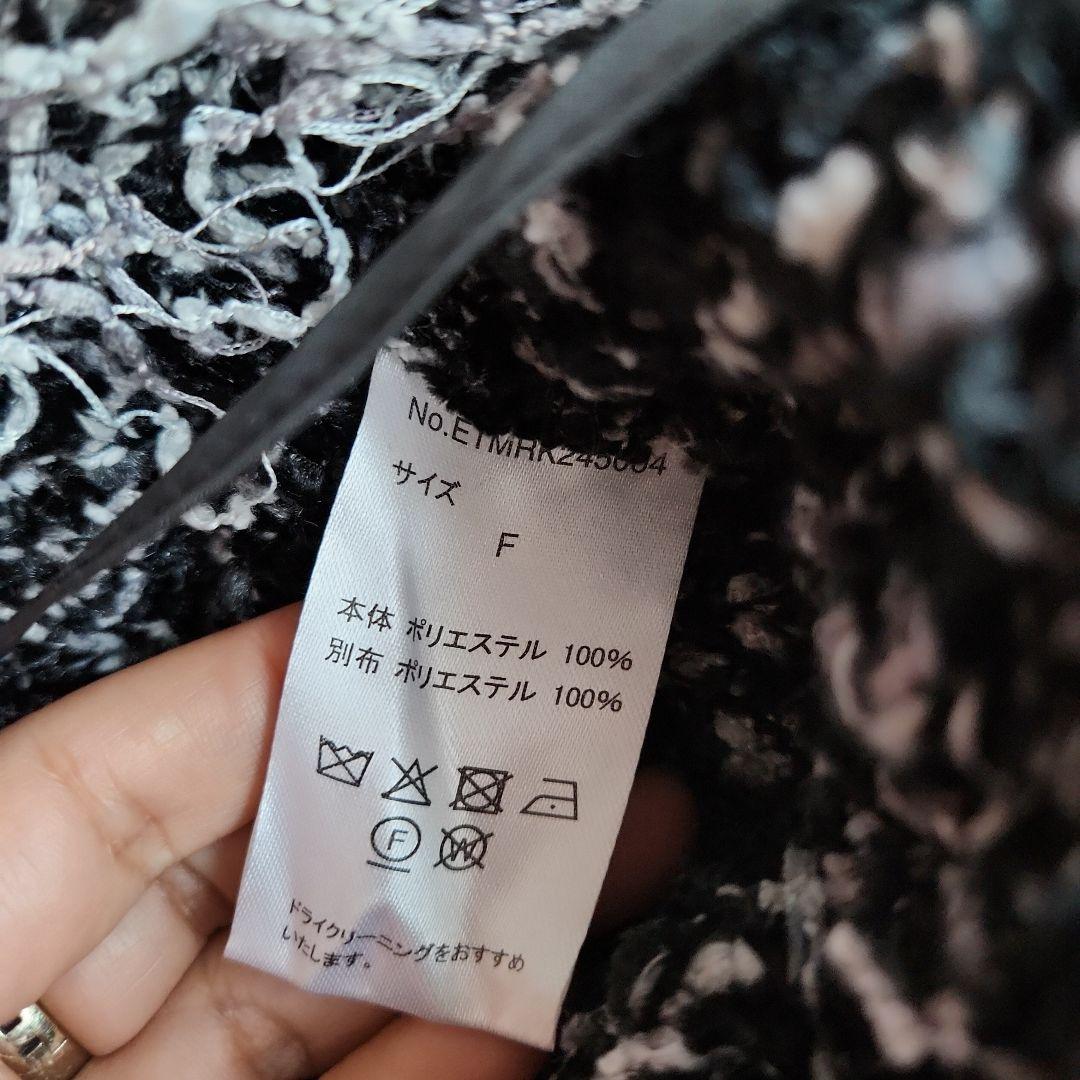 サイズ
F
本体 ポリエステル 100%
別布 ポリエステル 100%
F
W
ドライクリーニングをおすすめ
いたします。